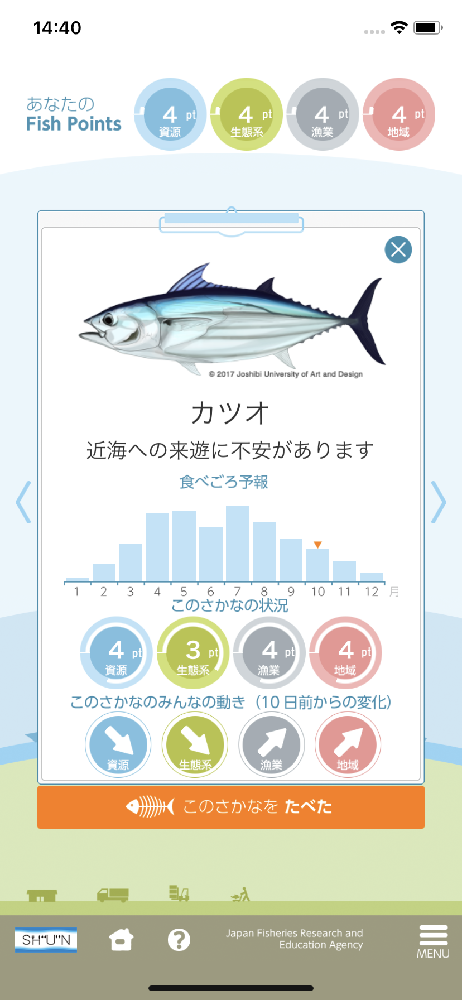 14:40
あなたの
Fish Points
4 pt 4 pt 4 pt 4 pt
資源 生態系 漁業 地域
© 2017 Joshibi University of Art and Design
カツオ
近海への来遊に不安があります
食べごろ予報
1 2 3 4 5 6 7 8 9 10 11 12 月
このさかなの状況
4 pt 3 pt 4 pt 4 pt
資源 生態系 漁業 地域
このさかなのみんなの動き（10 日前からの変化）
資源 生態系 漁業 地域
このさかなを たべた
SH"U"N
?
Japan Fisheries Research and
Education Agency
MENU